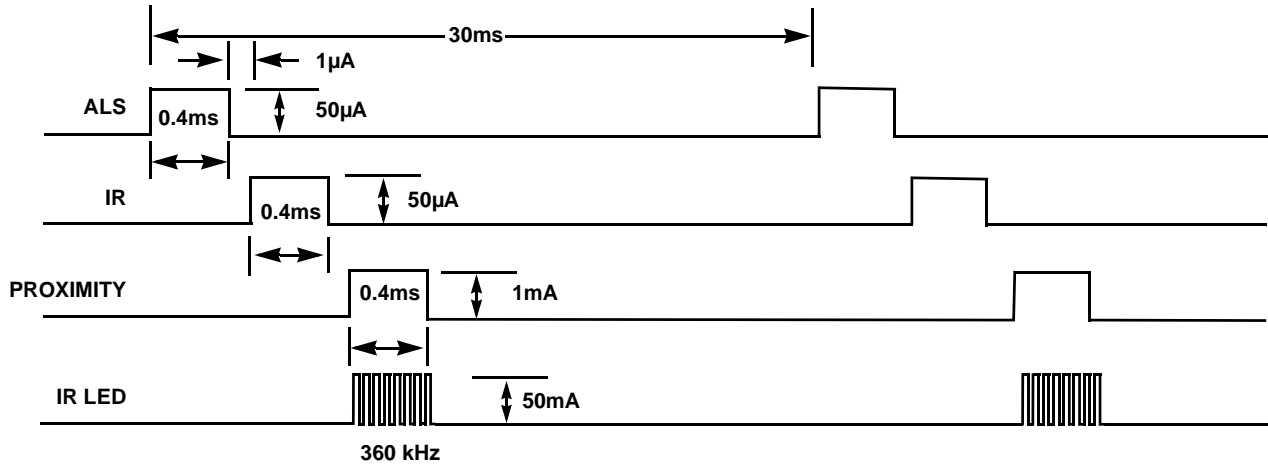 30ms
1µA
ALS
0.4ms
50µA
IR
0.4ms
50µA
PROXIMITY
0.4ms
1mA
IR LED
50mA
360 kHz